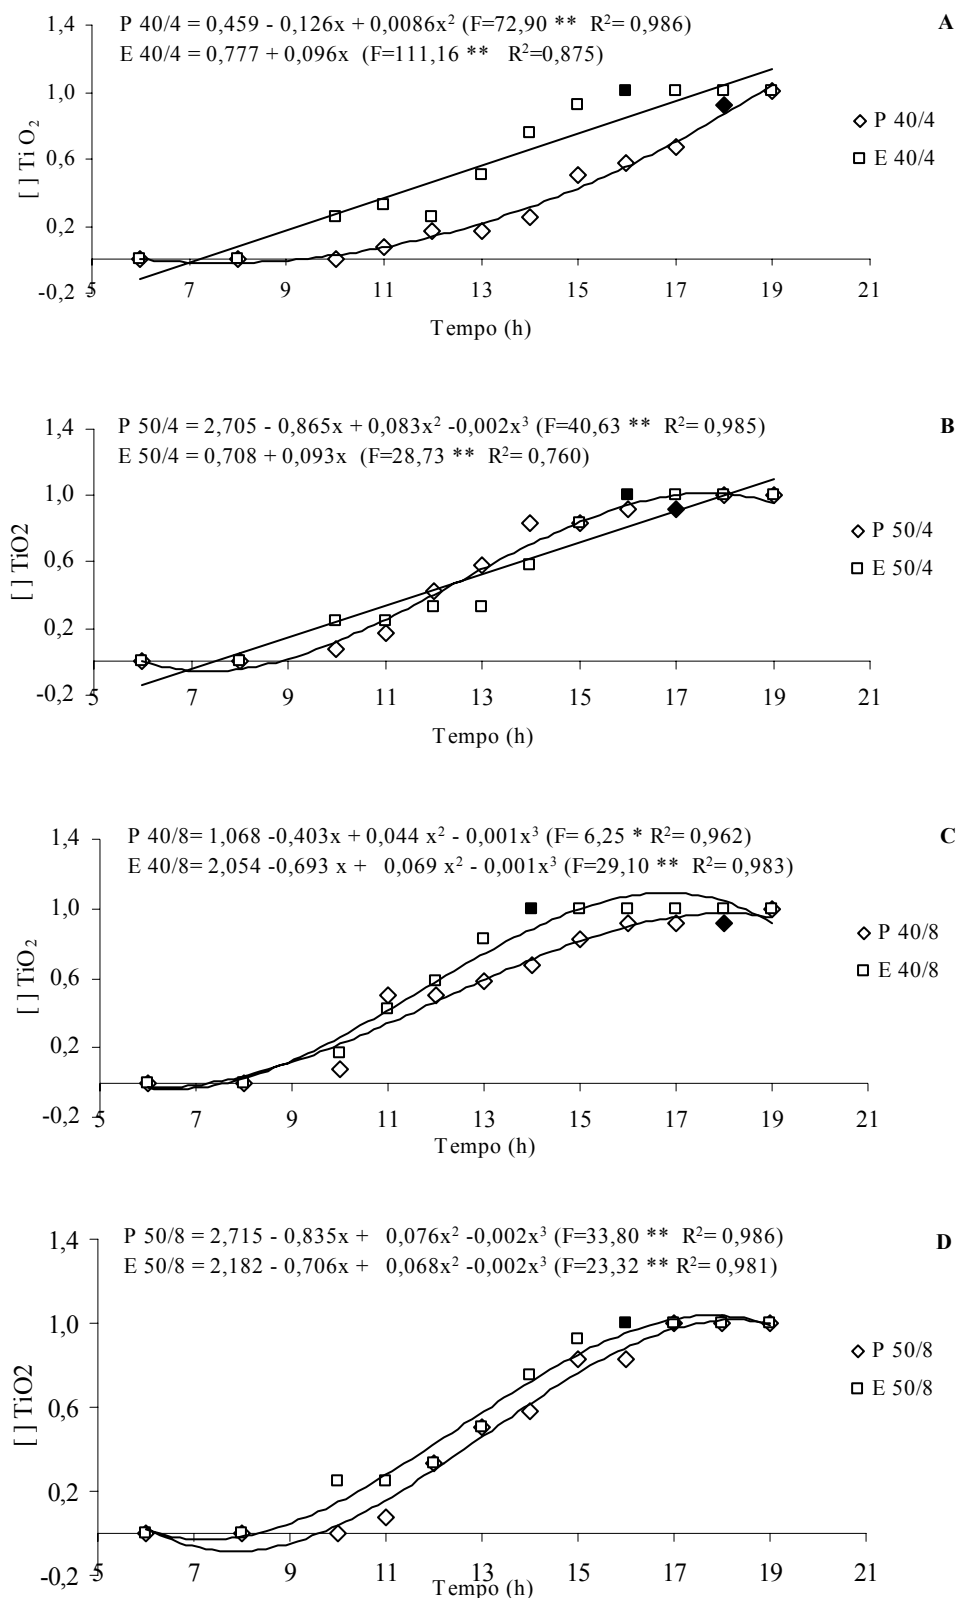 P 40/4 = 0,459 - 0,126x + 0,0086x² (F=72,90 ** R²=0,986)
A
E 40/4 = 0,777 + 0,096x (F=111,16 ** R²=0,875)
1,4
1,0
0,6
0,2
-0,2
[ ] Ti O₂
5 7 9 11 13 15 17 19 21
Tempo (h)
P 40/4
E 40/4
P 50/4 = 2,705 - 0,865x + 0,083x² -0,002x³ (F=40,63 ** R²= 0,985)
B
E 50/4 = 0,708 + 0,093x (F=28,73 ** R²= 0,760)
1,4
1,0
0,6
0,2
-0,2
[ ] TiO2
5 7 9 11 13 15 17 19 21
Tempo (h)
P 50/4
E 50/4
P 40/8= 1,068 -0,403x + 0,044 x² - 0,001x³ (F= 6,25 * R²= 0,962)
C
E 40/8= 2,054 -0,693 x + 0,069 x² - 0,001x³ (F=29,10 ** R²= 0,983)
1,4
1,0
0,6
0,2
-0,2
[ ] TiO₂
5 7 9 11 13 15 17 19 21
Tempo (h)
P 40/8
E 40/8
P 50/8 = 2,715 - 0,835x + 0,076x² -0,002x³ (F=33,80 ** R²= 0,986)
D
E 50/8 = 2,182 - 0,706x + 0,068x² -0,002x³ (F=23,32 ** R²= 0,981)
1,4
1,0
0,6
0,2
-0,2
[ ] TiO2
5 7 9 11 13 15 17 19 21
Tempo (h)
P 50/8
E 50/8